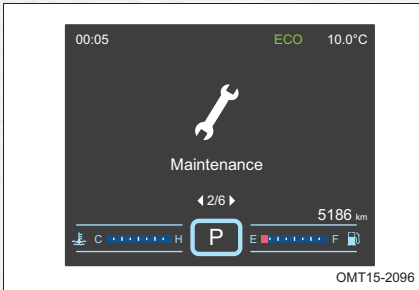 00:05 ECO 10.0°C
Maintenance
2/6
5186 km
C H P E F
OMT15-2096